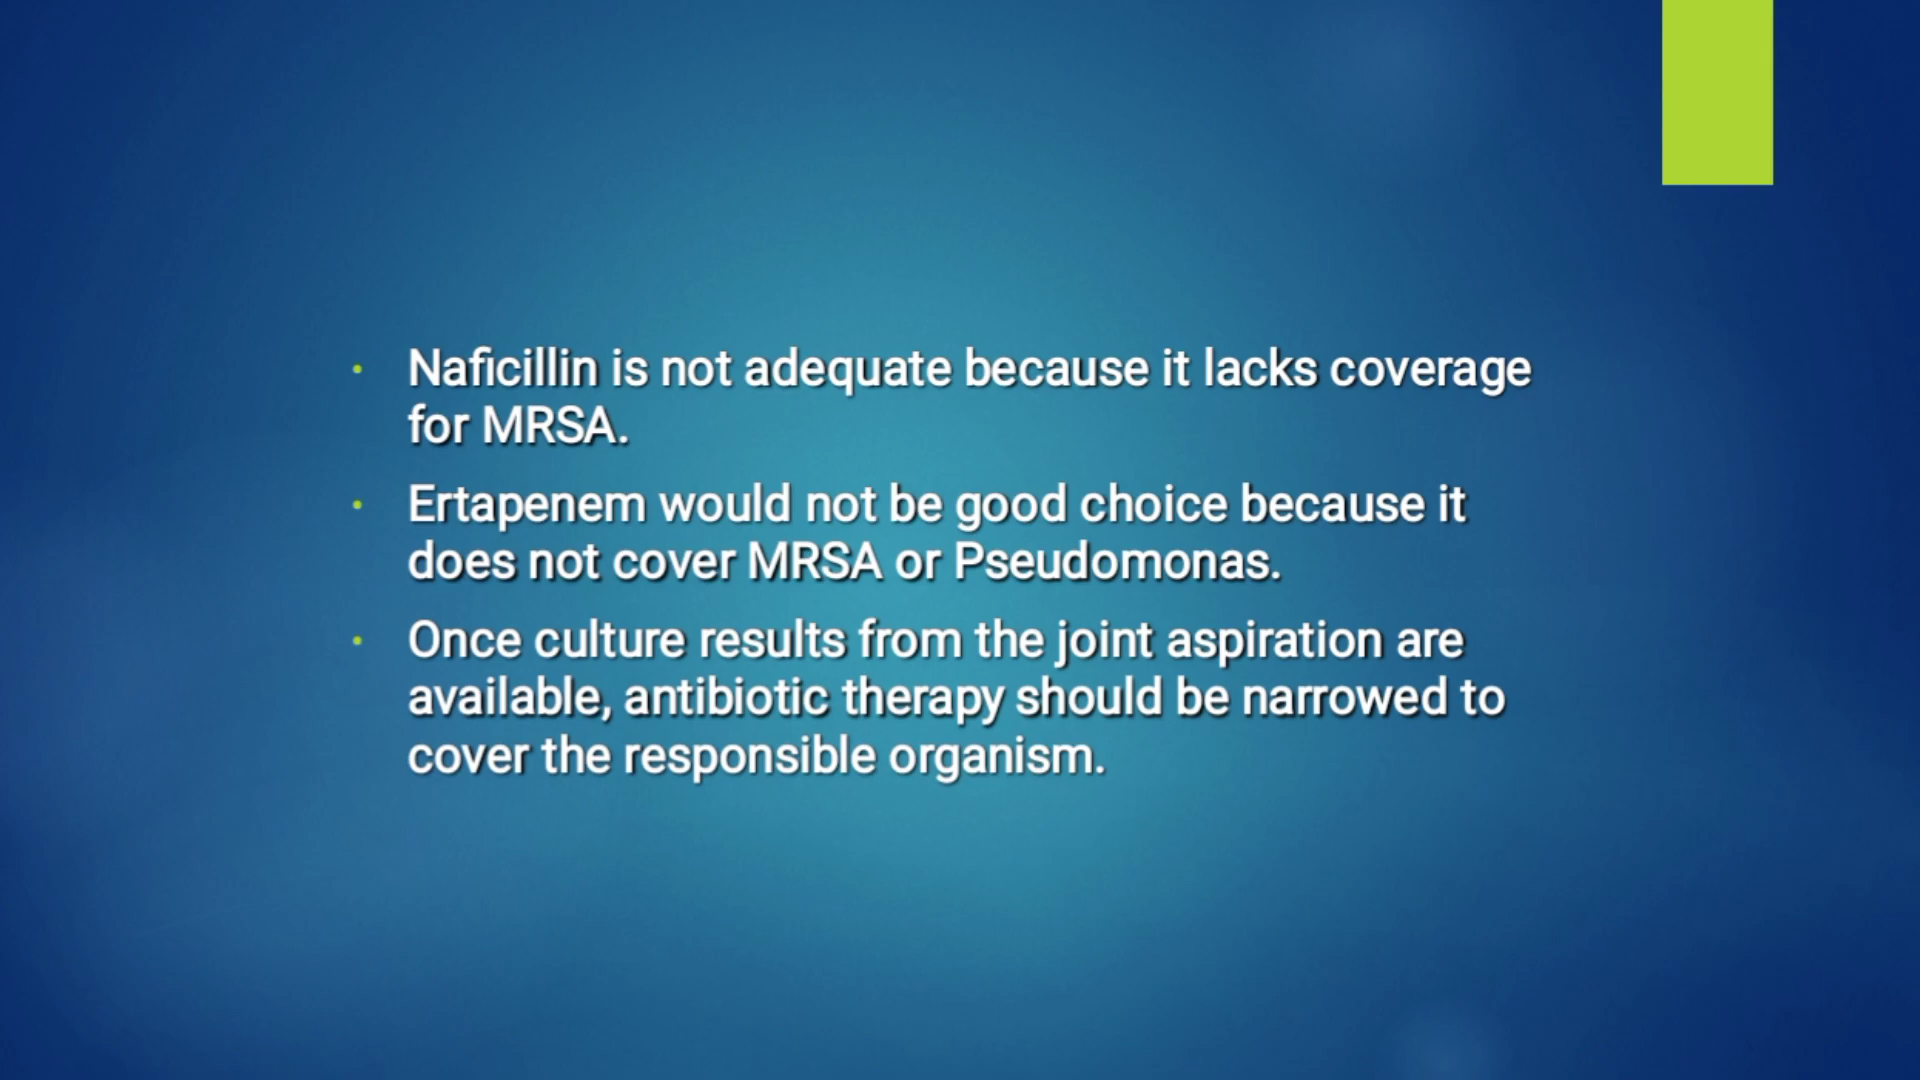 Naficillin is not adequate because it lacks coverage
for MRSA.
Ertapenem would not be good choice because it
does not cover MRSA or Pseudomonas.
Once culture results from the joint aspiration are
available, antibiotic therapy should be narrowed to
cover the responsible organism.